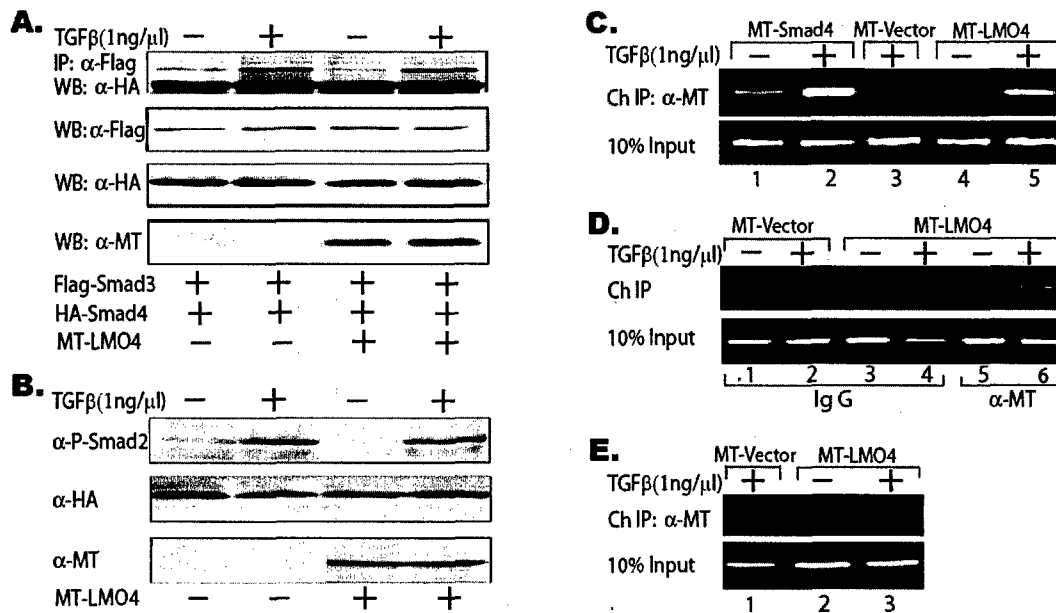 A.
TGFβ(1ng/µl) − + − +
IP: α-Flag
WB: α-HA
WB: α-Flag
WB: α-HA
WB: α-MT
Flag-Smad3 + + + +
HA-Smad4 + + + +
MT-LMO4 − − + +
B.
TGFβ(1ng/µl) − + − +
α-P-Smad2
α-HA
α-MT
MT-LMO4 − − + +
C.
MT-Smad4 MT-Vector MT-LMO4
TGFβ(1ng/µl) − + + − +
Ch IP: α-MT
10% Input
1 2 3 4 5
D.
MT-Vector MT-LMO4
TGFβ(1ng/µl) − + − + − +
Ch IP
10% Input
1 2 3 4 5 6
Ig G α-MT
E.
MT-Vector MT-LMO4
TGFβ(1ng/µl) + − +
Ch IP: α-MT
10% Input
1 2 3